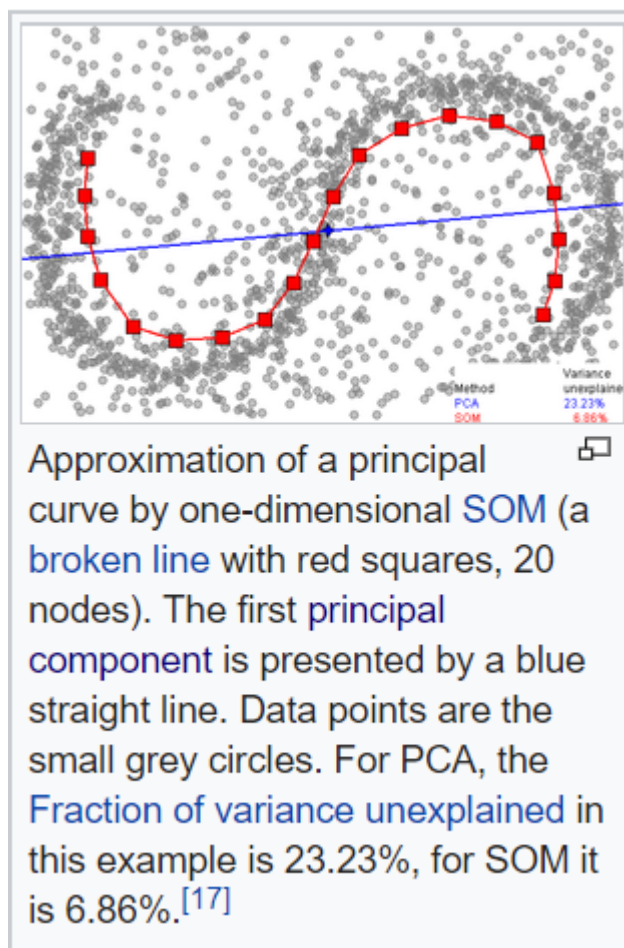 Variance
Method unexplaine
PCA 23.23%
SOM 6.86%
Approximation of a principal
curve by one-dimensional SOM (a
broken line with red squares, 20
nodes). The first principal
component is presented by a blue
straight line. Data points are the
small grey circles. For PCA, the
Fraction of variance unexplained in
this example is 23.23%, for SOM it
is 6.86%.[17]